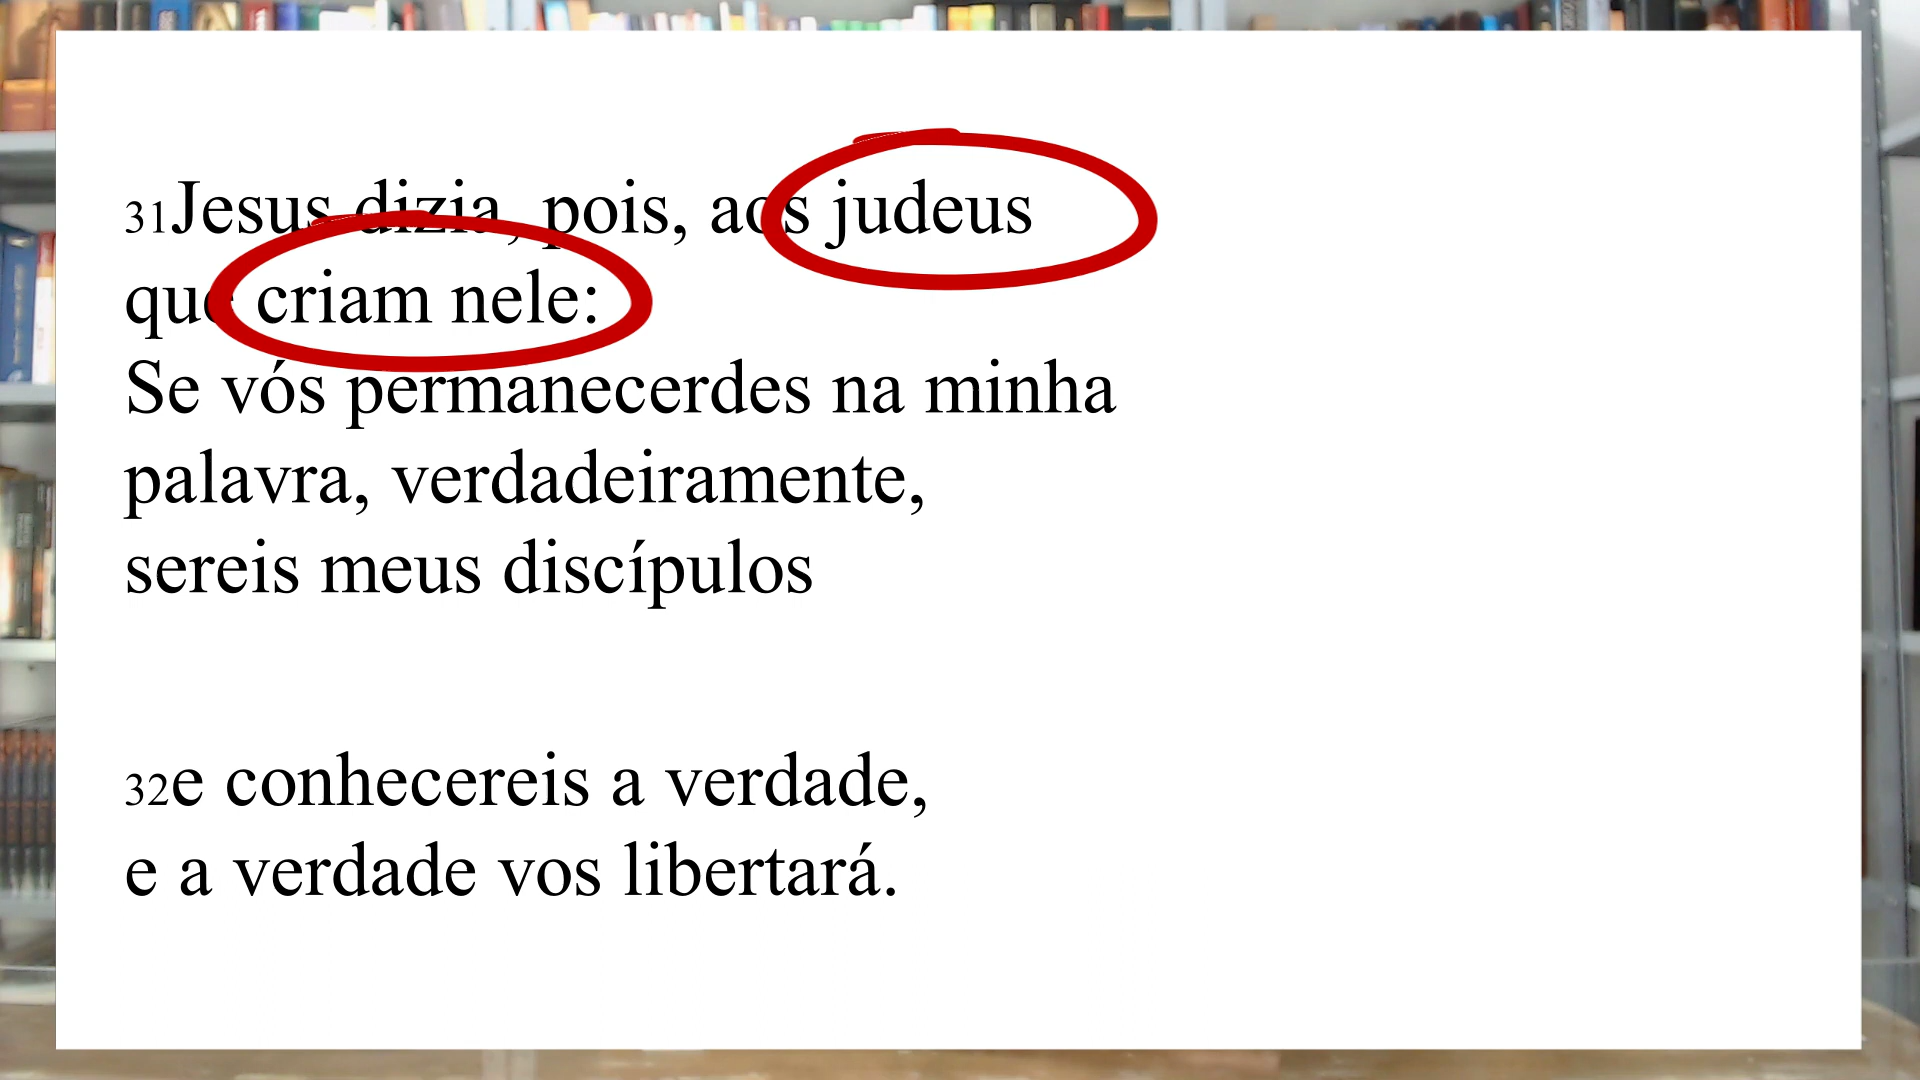 31Jesus dizia, pois, aos judeus
que criam nele:
Se vós permanecerdes na minha
palavra, verdadeiramente,
sereis meus discípulos
32e conhecereis a verdade,
e a verdade vos libertará.